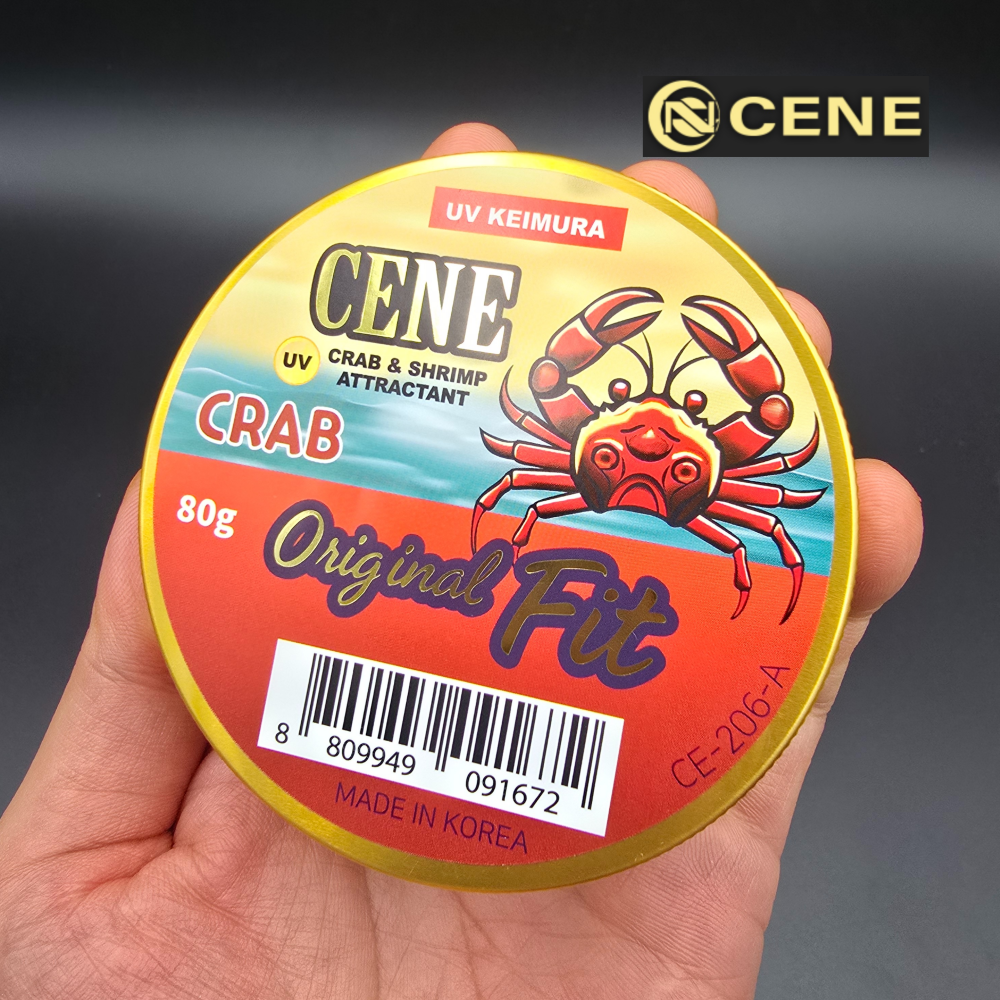 CENE
UV KEIMURA
CENE
UV
CRAB & SHRIMP
ATTRACTANT
CRAB
80g
Original Fit
8 809949 091672
MADE IN KOREA
CE-206-A